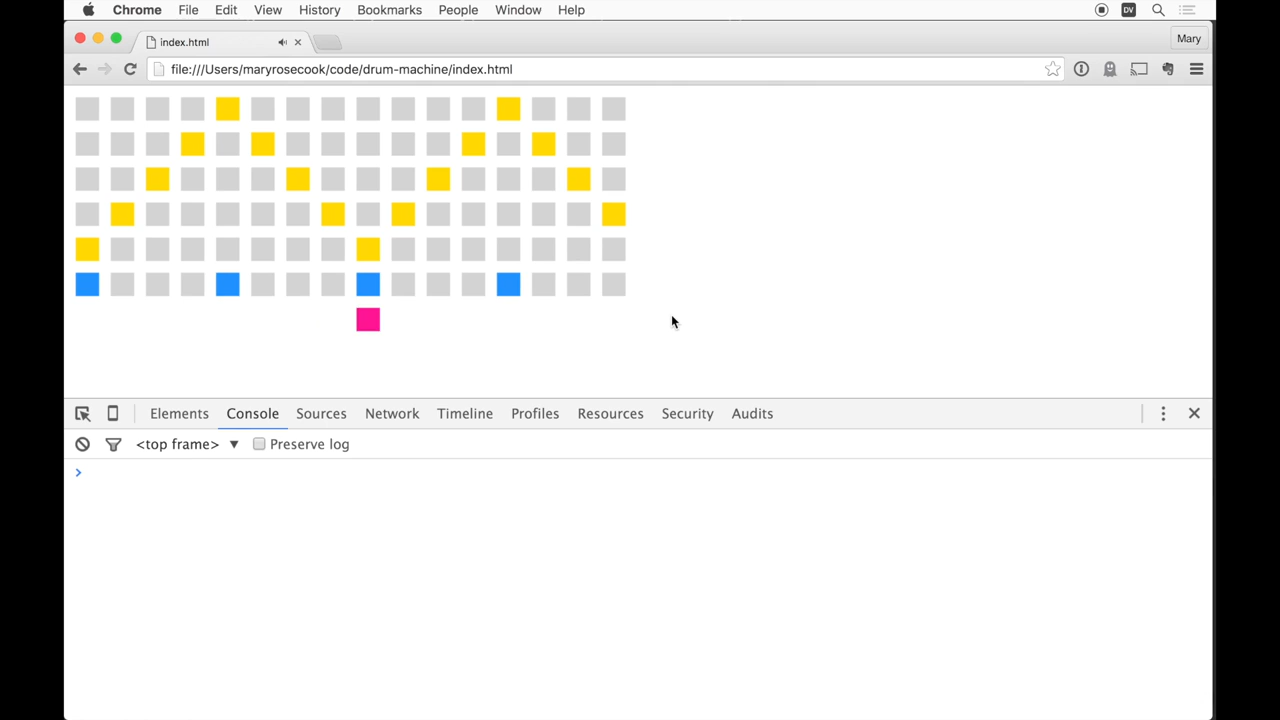 Chrome File Edit View History Bookmarks People Window Help DV
index.html Mary
file:///Users/maryrosecook/code/drum-machine/index.html
Elements Console Sources Network Timeline Profiles Resources Security Audits
<top frame> Preserve log